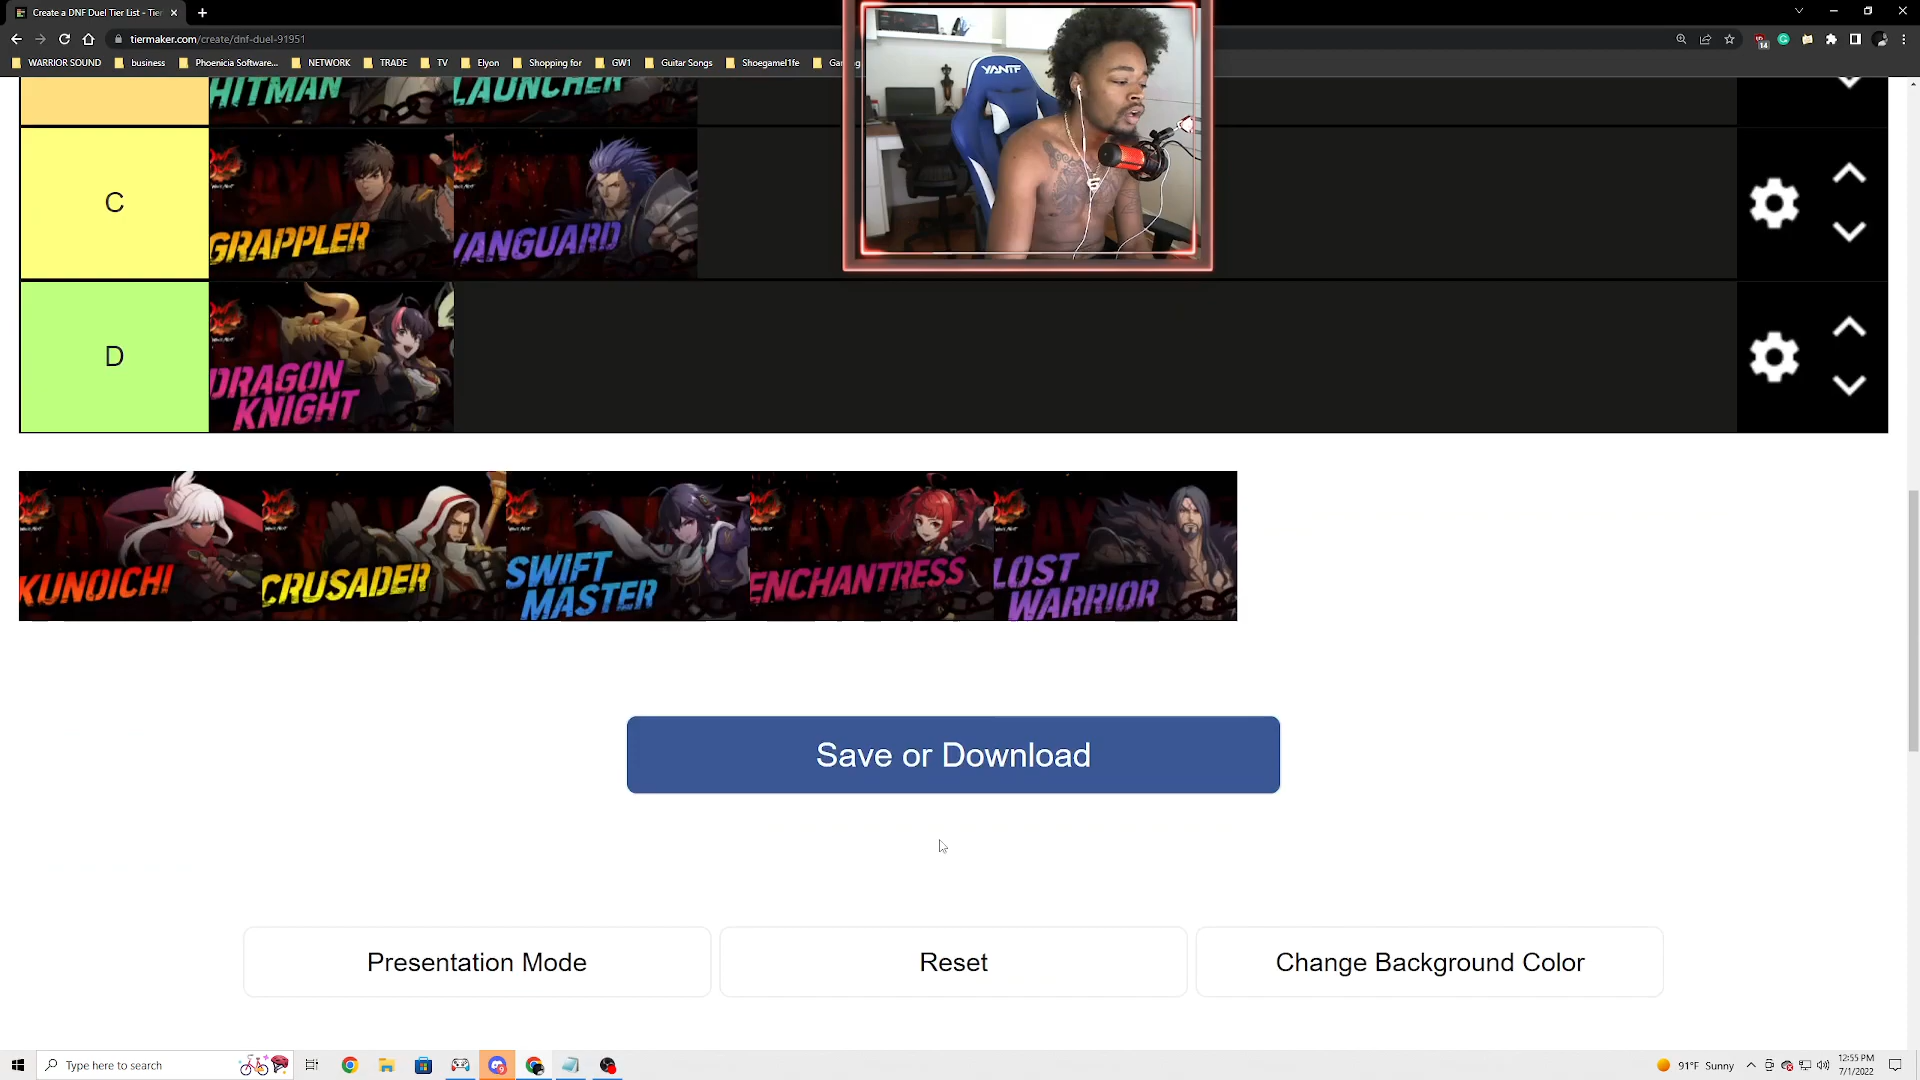 Create a DNF Duel Tier List - Tier
tiermaker.com/create/dnf-duel-91951
WARRIOR SOUND
business
Phoenicia Software...
NETWORK
TRADE
TV
Elyon
Shopping for
GW1
Guitar Songs
Shoegamel1fe
14
YANTF
HITMAN
LAUNCHER
C
GRAPPLER
VANGUARD
D
DRAGON
KNIGHT
KUNOICHI
CRUSADER
SWIFT
MASTER
ENCHANTRESS
LOST
WARRIOR
Save or Download
Presentation Mode
Reset
Change Background Color
Type here to search
91°F Sunny
12:55 PM
7/1/2022